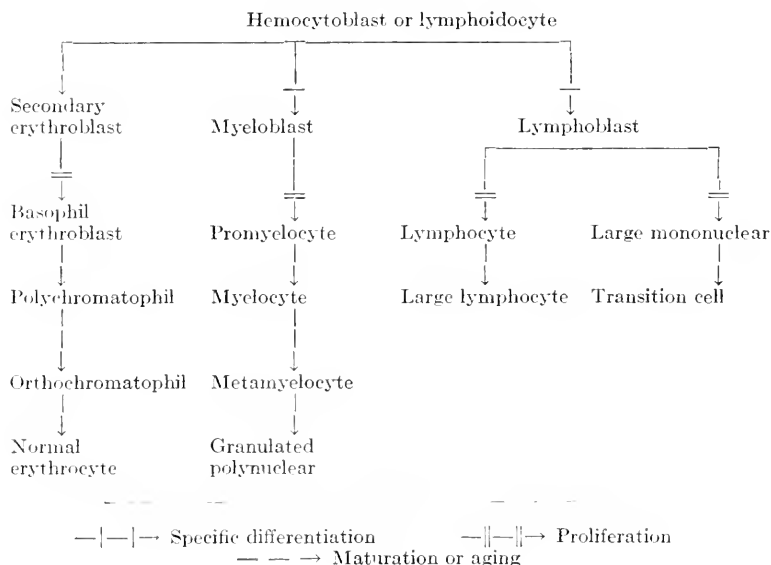 Hemocytoblast or lymphoidocyte
Secondary
erythroblast
Myeloblast
Lymphoblast
Basophil
erythroblast
Promyelocyte
Lymphocyte
Large mononuclear
Polychromatophil
Myelocyte
Large lymphocyte
Transition cell
Orthochromatophil
Metamyelocyte
Normal
erythrocyte
Granulated
polynuclear
Specific differentiation
Proliferation
Maturation or aging